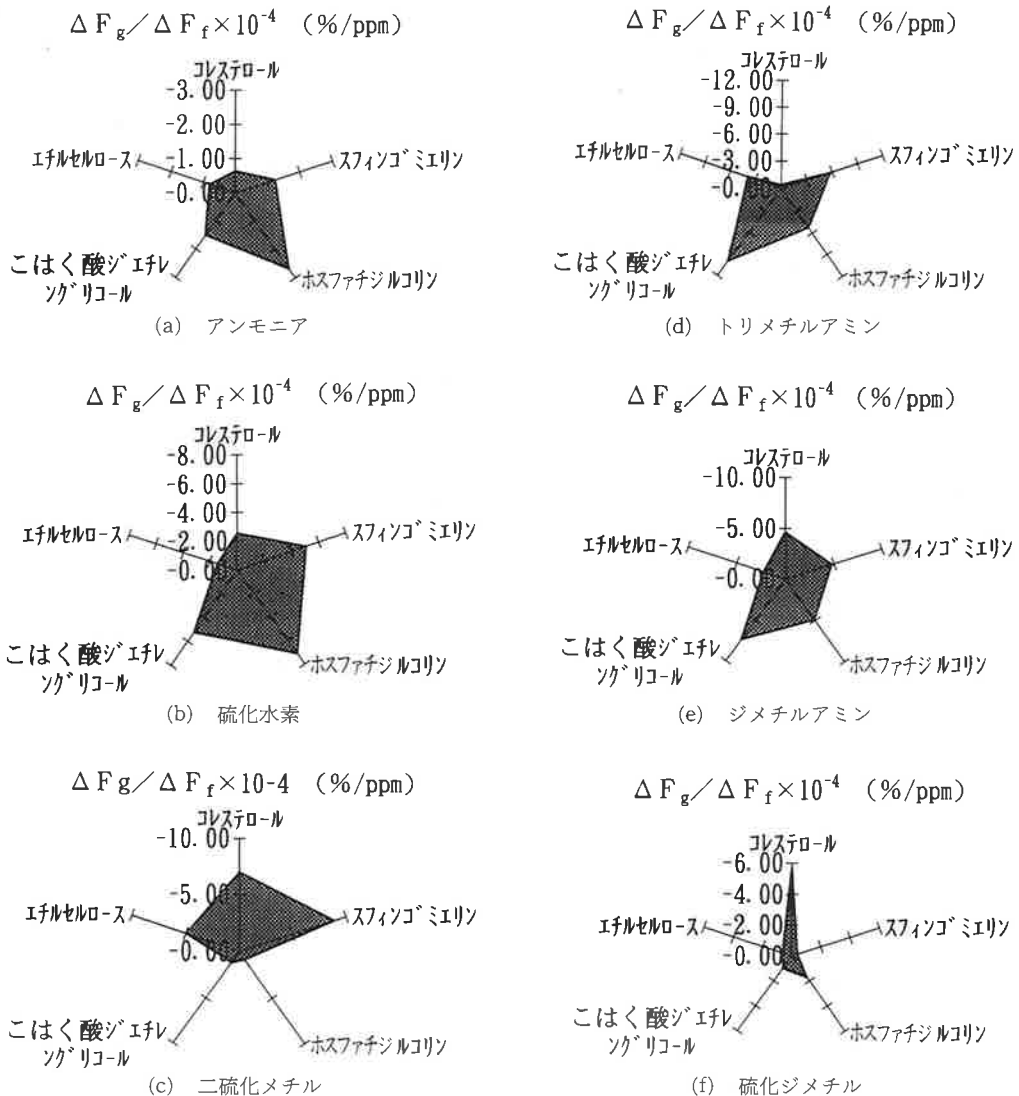 ΔFg／ΔFf×10-4 (%/ppm)
コレステロール
-3.00
-2.00
-1.00
-0.00
エチルセルロース
スフィンゴミエリン
こはく酸ジエチレ
ングリコール
ホスファチジルコリン
(a) アンモニア
ΔFg／ΔFf×10-4 (%/ppm)
コレステロール
-12.00
-9.00
-6.00
-3.00
-0.00
エチルセルロース
スフィンゴミエリン
こはく酸ジエチレ
ングリコール
ホスファチジルコリン
(d) トリメチルアミン
ΔFg／ΔFf×10-4 (%/ppm)
コレステロール
-8.00
-6.00
-4.00
-2.00
-0.00
エチルセルロース
スフィンゴミエリン
こはく酸ジエチレ
ングリコール
ホスファチジルコリン
(b) 硫化水素
ΔFg／ΔFf×10-4 (%/ppm)
コレステロール
-10.00
-5.00
-0.00
エチルセルロース
スフィンゴミエリン
こはく酸ジエチレ
ングリコール
ホスファチジルコリン
(e) ジメチルアミン
ΔFg／ΔFf×10-4 (%/ppm)
コレステロール
-10.00
-5.00
-0.00
エチルセルロース
スフィンゴミエリン
こはく酸ジエチレ
ングリコール
ホスファチジルコリン
(c) 二硫化メチル
ΔFg／ΔFf×10-4 (%/ppm)
コレステロール
-6.00
-4.00
-2.00
-0.00
エチルセルロース
スフィンゴミエリン
こはく酸ジエチレ
ングリコール
ホスファチジルコリン
(f) 硫化ジメチル